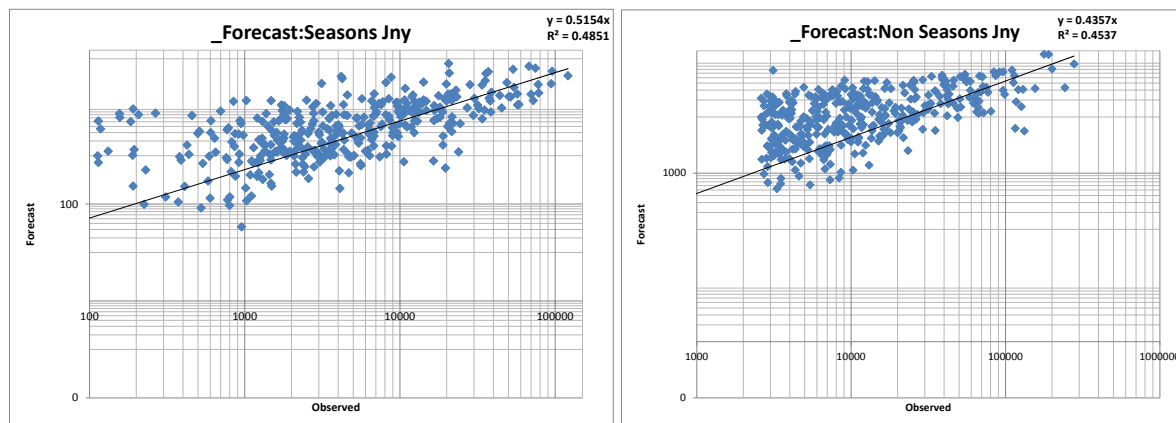 _Forecast:Seasons Jny
y = 0.5154x
R² = 0.4851
Forecast
100
0
100
1000
10000
100000
Observed
_Forecast:Non Seasons Jny
y = 0.4357x
R² = 0.4537
Forecast
1000
0
1000
10000
100000
1000000
Observed